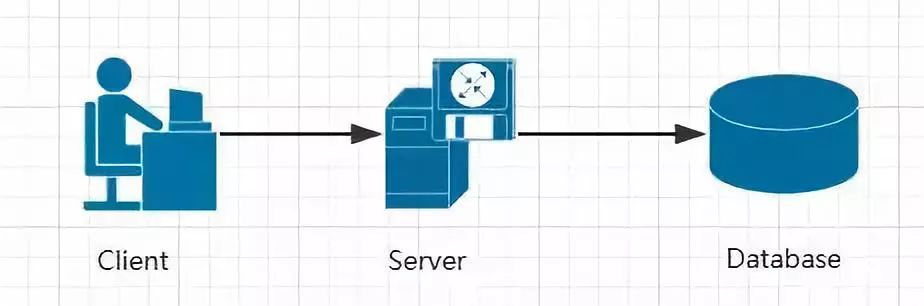 Client
Server
Database